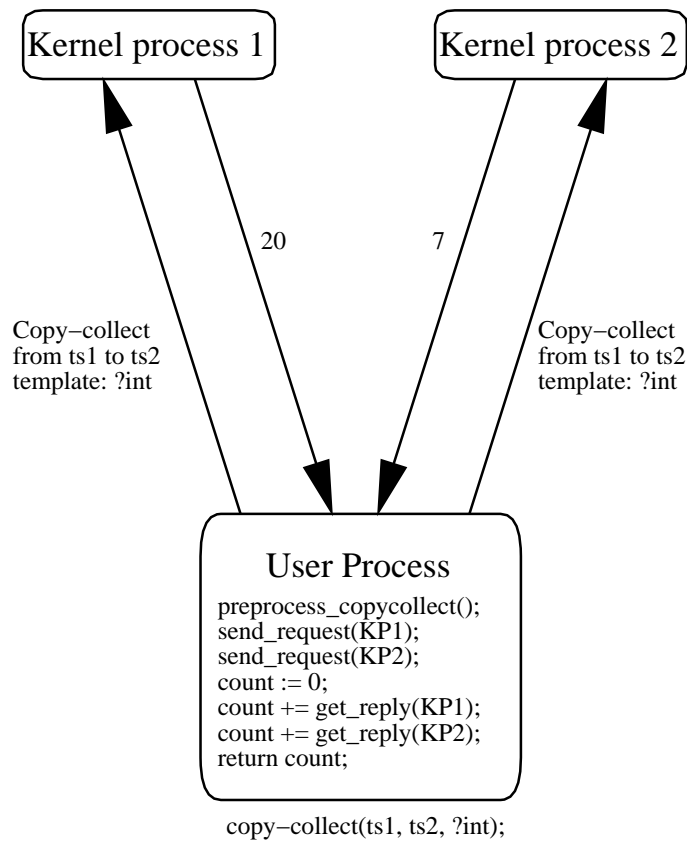 Kernel process 1
Kernel process 2
20
7
Copy−collect
from ts1 to ts2
template: ?int
Copy−collect
from ts1 to ts2
template: ?int
User Process
preprocess_copycollect();
send_request(KP1);
send_request(KP2);
count := 0;
count += get_reply(KP1);
count += get_reply(KP2);
return count;
copy−collect(ts1, ts2, ?int);